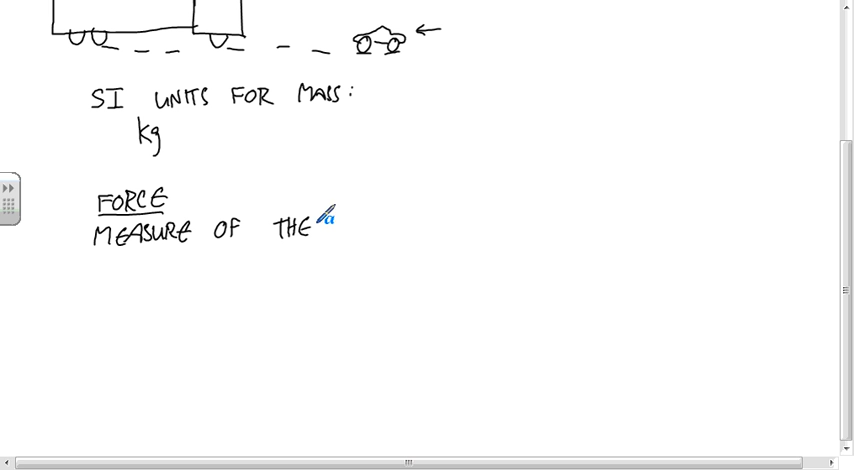 SI UNITS FOR MASS:
kg
FORCE
MEASURE OF THE